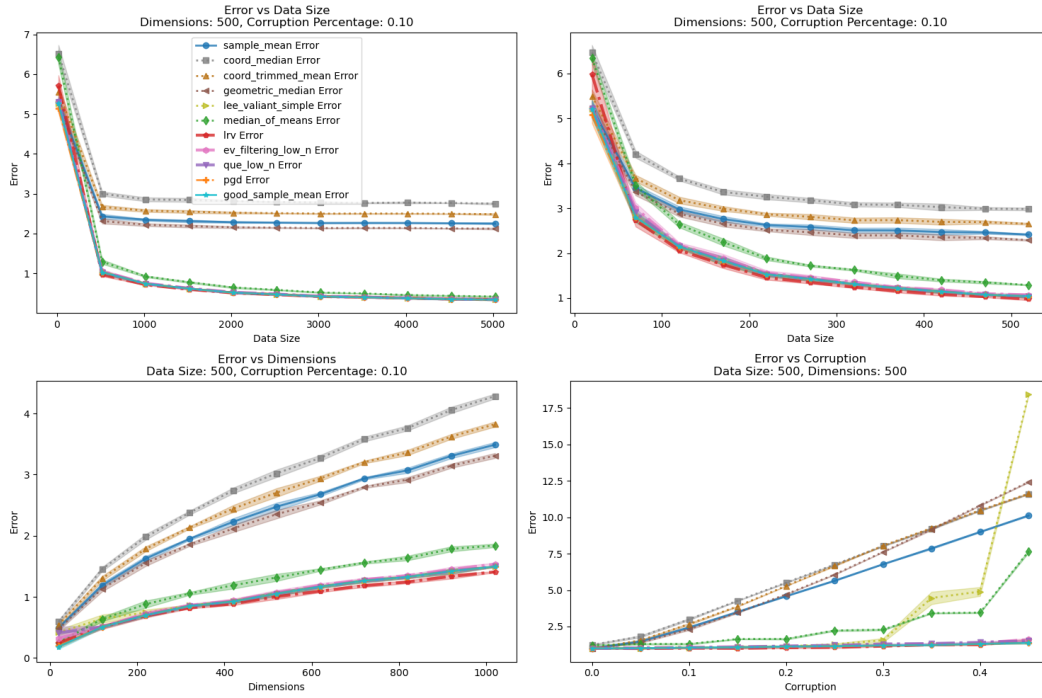 Error vs Data Size
Dimensions: 500, Corruption Percentage: 0.10
7
6
5
4
3
2
1
Error
0
1000
2000
3000
4000
5000
Data Size
sample_mean Error
coord_median Error
coord_trimmed_mean Error
geometric_median Error
lee_valiant_simple Error
median_of_means Error
lrv Error
ev_filtering_low_n Error
que_low_n Error
pgd Error
good_sample_mean Error
Error vs Data Size
Dimensions: 500, Corruption Percentage: 0.10
6
5
4
3
2
1
Error
0
100
200
300
400
500
Data Size
Error vs Dimensions
Data Size: 500, Corruption Percentage: 0.10
4
3
2
1
0
Error
0
200
400
600
800
1000
Dimensions
Error vs Corruption
Data Size: 500, Dimensions: 500
17.5
15.0
12.5
10.0
7.5
5.0
2.5
Error
0.0
0.1
0.2
0.3
0.4
Corruption